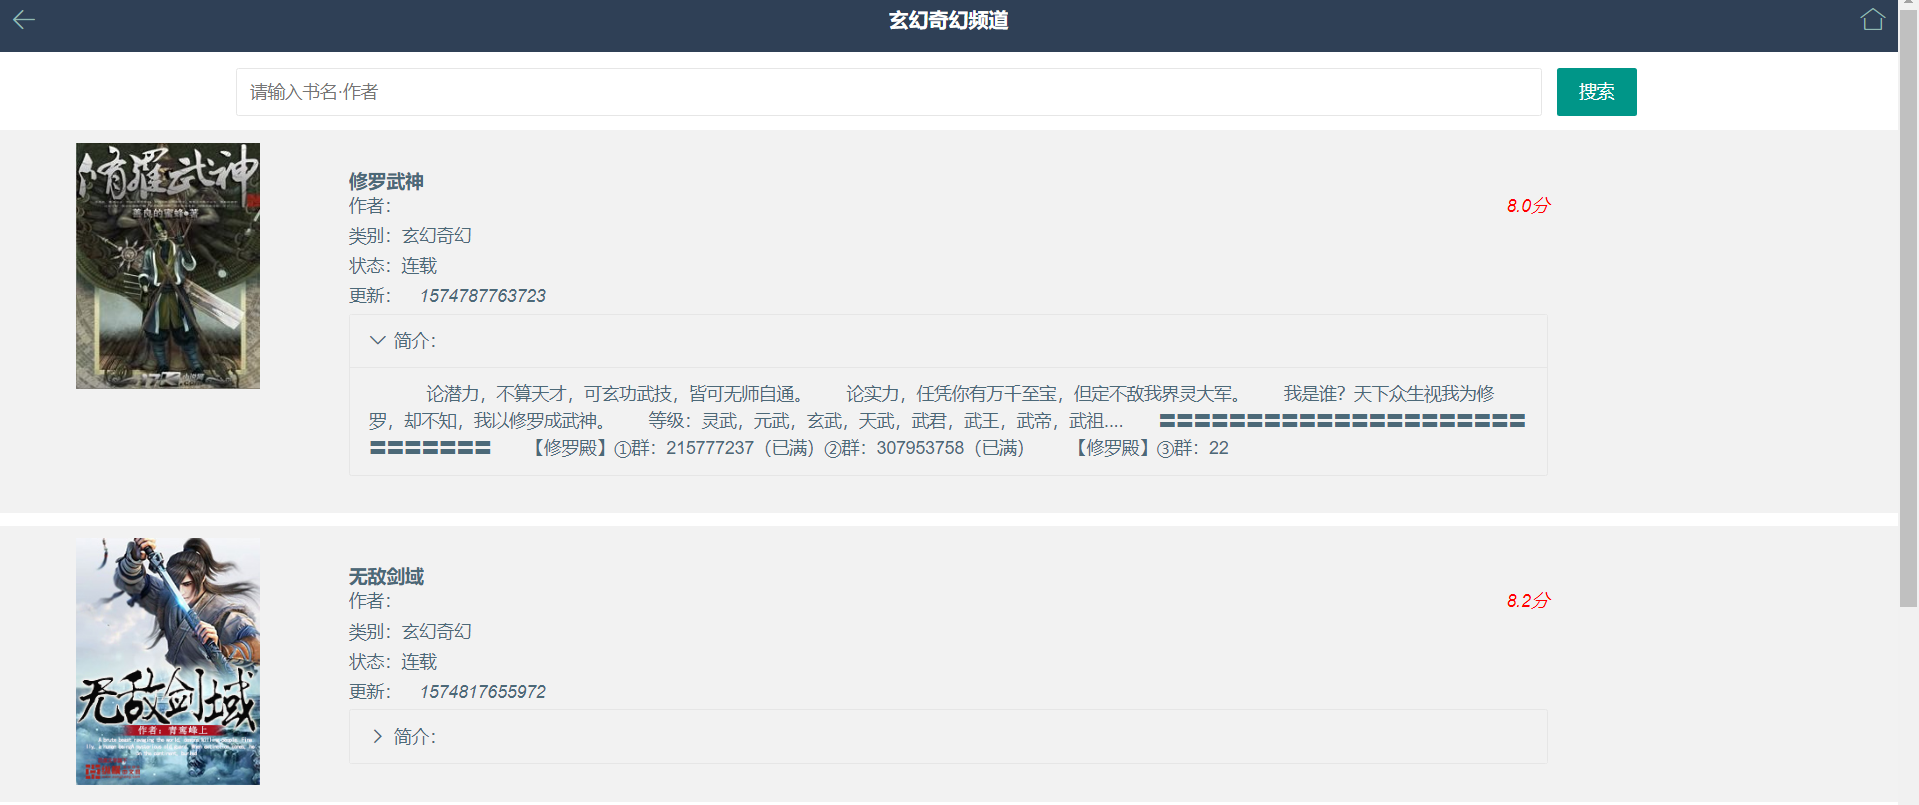 玄幻奇幻频道
请输入书名·作者
搜索
修罗武神
善良的蜜蜂•著
修罗武神
作者：
8.0分
类别：玄幻奇幻
状态：连载
更新： 1574787763723
简介：
论潜力，不算天才，可玄功武技，皆可无师自通。 论实力，任凭你有万千至宝，但定不敌我界灵大军。 我是谁？天下众生视我为修
罗，却不知，我以修罗成武神。 等级：灵武，元武，玄武，天武，武君，武王，武帝，武祖.... 〓〓〓〓〓〓〓〓〓〓〓〓〓〓〓〓〓〓〓〓〓
〓〓〓〓〓〓〓 【修罗殿】①群：215777237（已满）②群：307953758（已满） 【修罗殿】③群：22
无敌剑域
作者：青鸾峰上
无敌剑域
作者：
8.2分
类别：玄幻奇幻
状态：连载
更新： 1574817655972
简介：